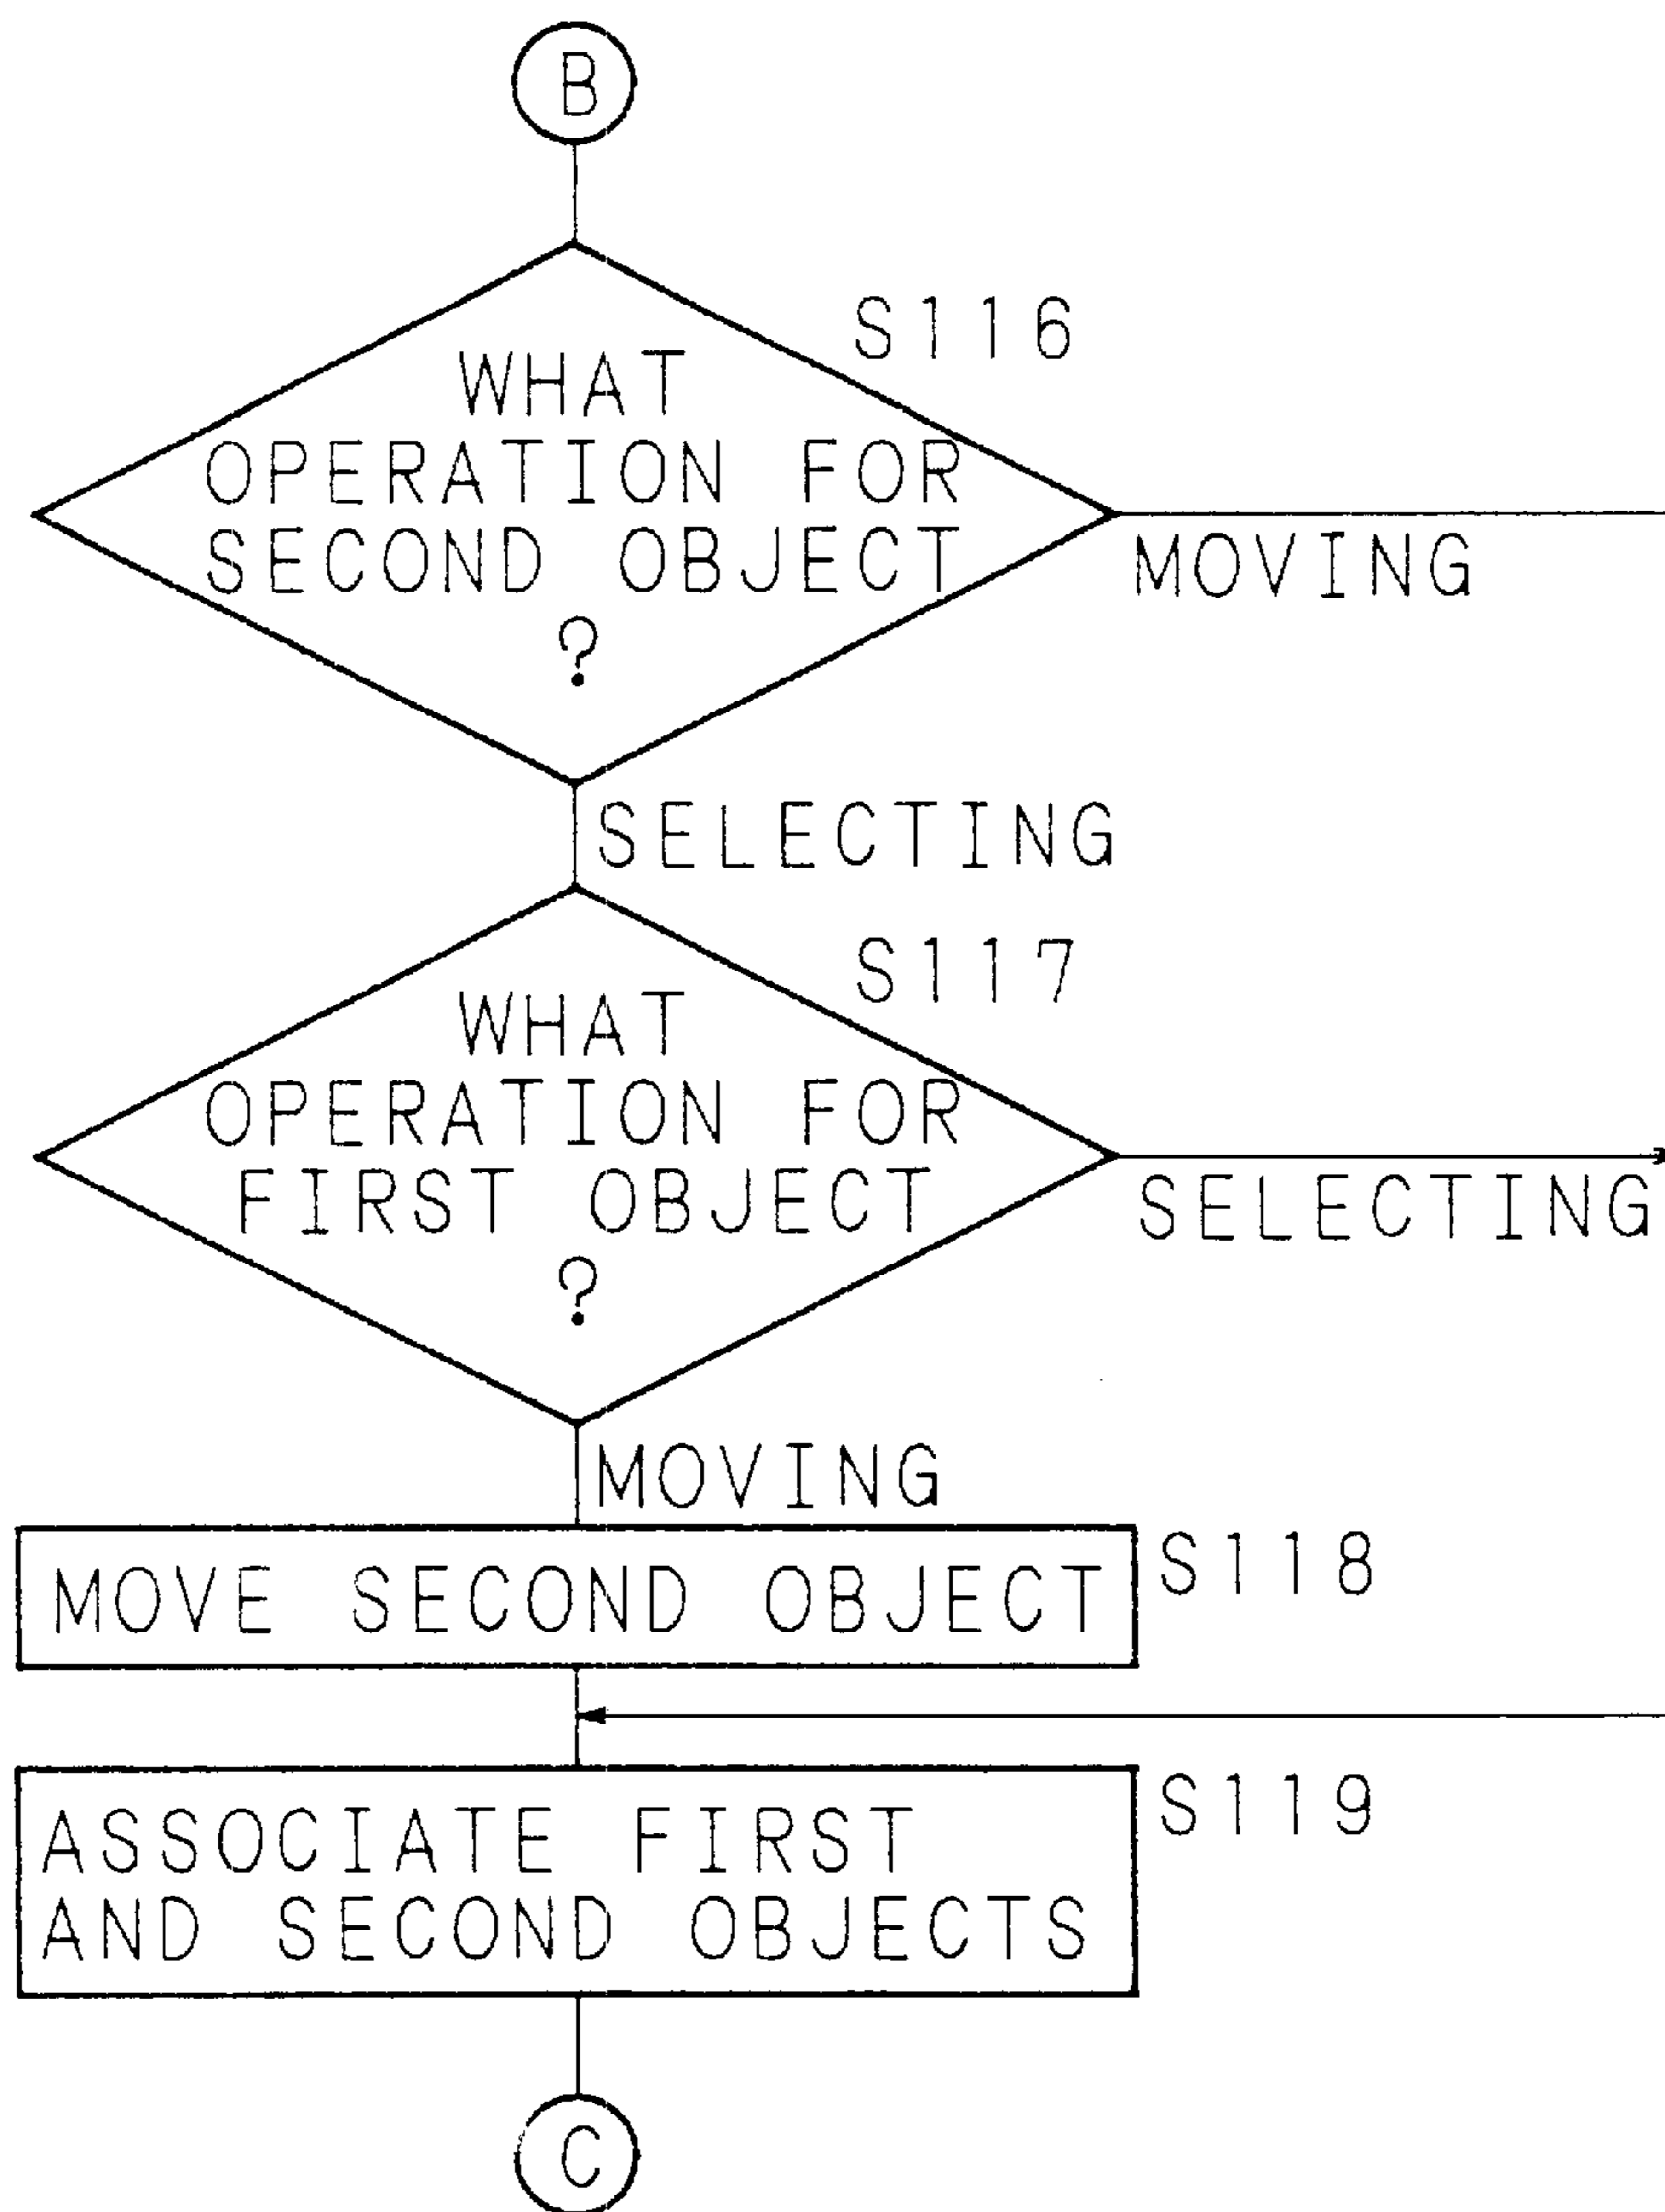 B
S116
WHAT
OPERATION FOR
SECOND OBJECT
?
MOVING
SELECTING
S117
WHAT
OPERATION FOR
FIRST OBJECT
?
SELECTING
MOVING
MOVE SECOND OBJECT
S118
ASSOCIATE FIRST
AND SECOND OBJECTS
S119
C